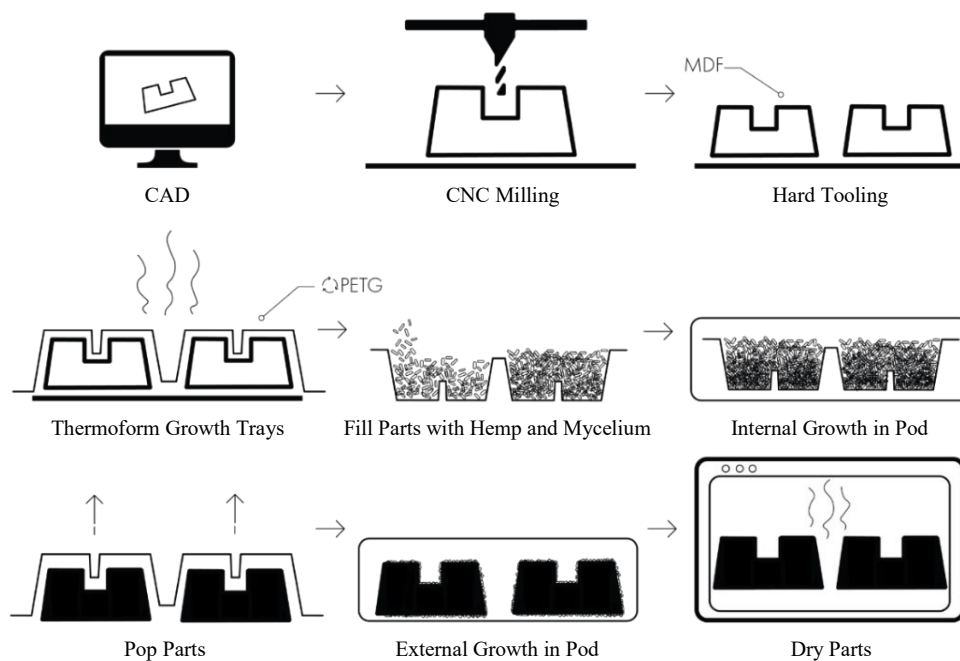 MDF
CAD
CNC Milling
Hard Tooling
PETG
Thermoform Growth Trays
Fill Parts with Hemp and Mycelium
Internal Growth in Pod
Pop Parts
External Growth in Pod
Dry Parts